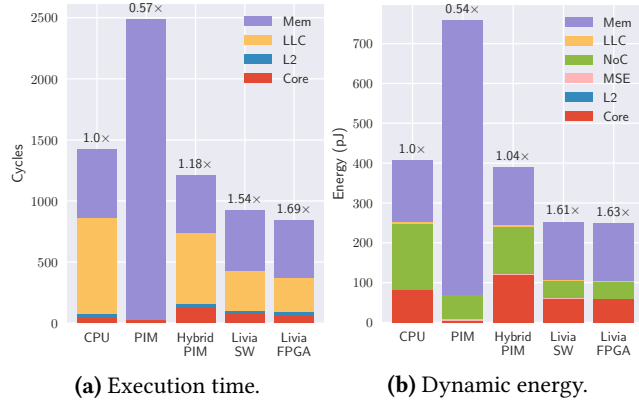 2500
2000
1500
1000
500
0
Cycles
1.0×
0.57×
1.18×
1.54×
1.69×
Mem
LLC
L2
Core
CPU
PIM
Hybrid
PIM
Livia
SW
Livia
FPGA
(a) Execution time.
700
600
500
400
300
200
100
0
Energy (pJ)
1.0×
0.54×
1.04×
1.61×
1.63×
Mem
LLC
NoC
MSE
L2
Core
CPU
PIM
Hybrid
PIM
Livia
SW
Livia
FPGA
(b) Dynamic energy.